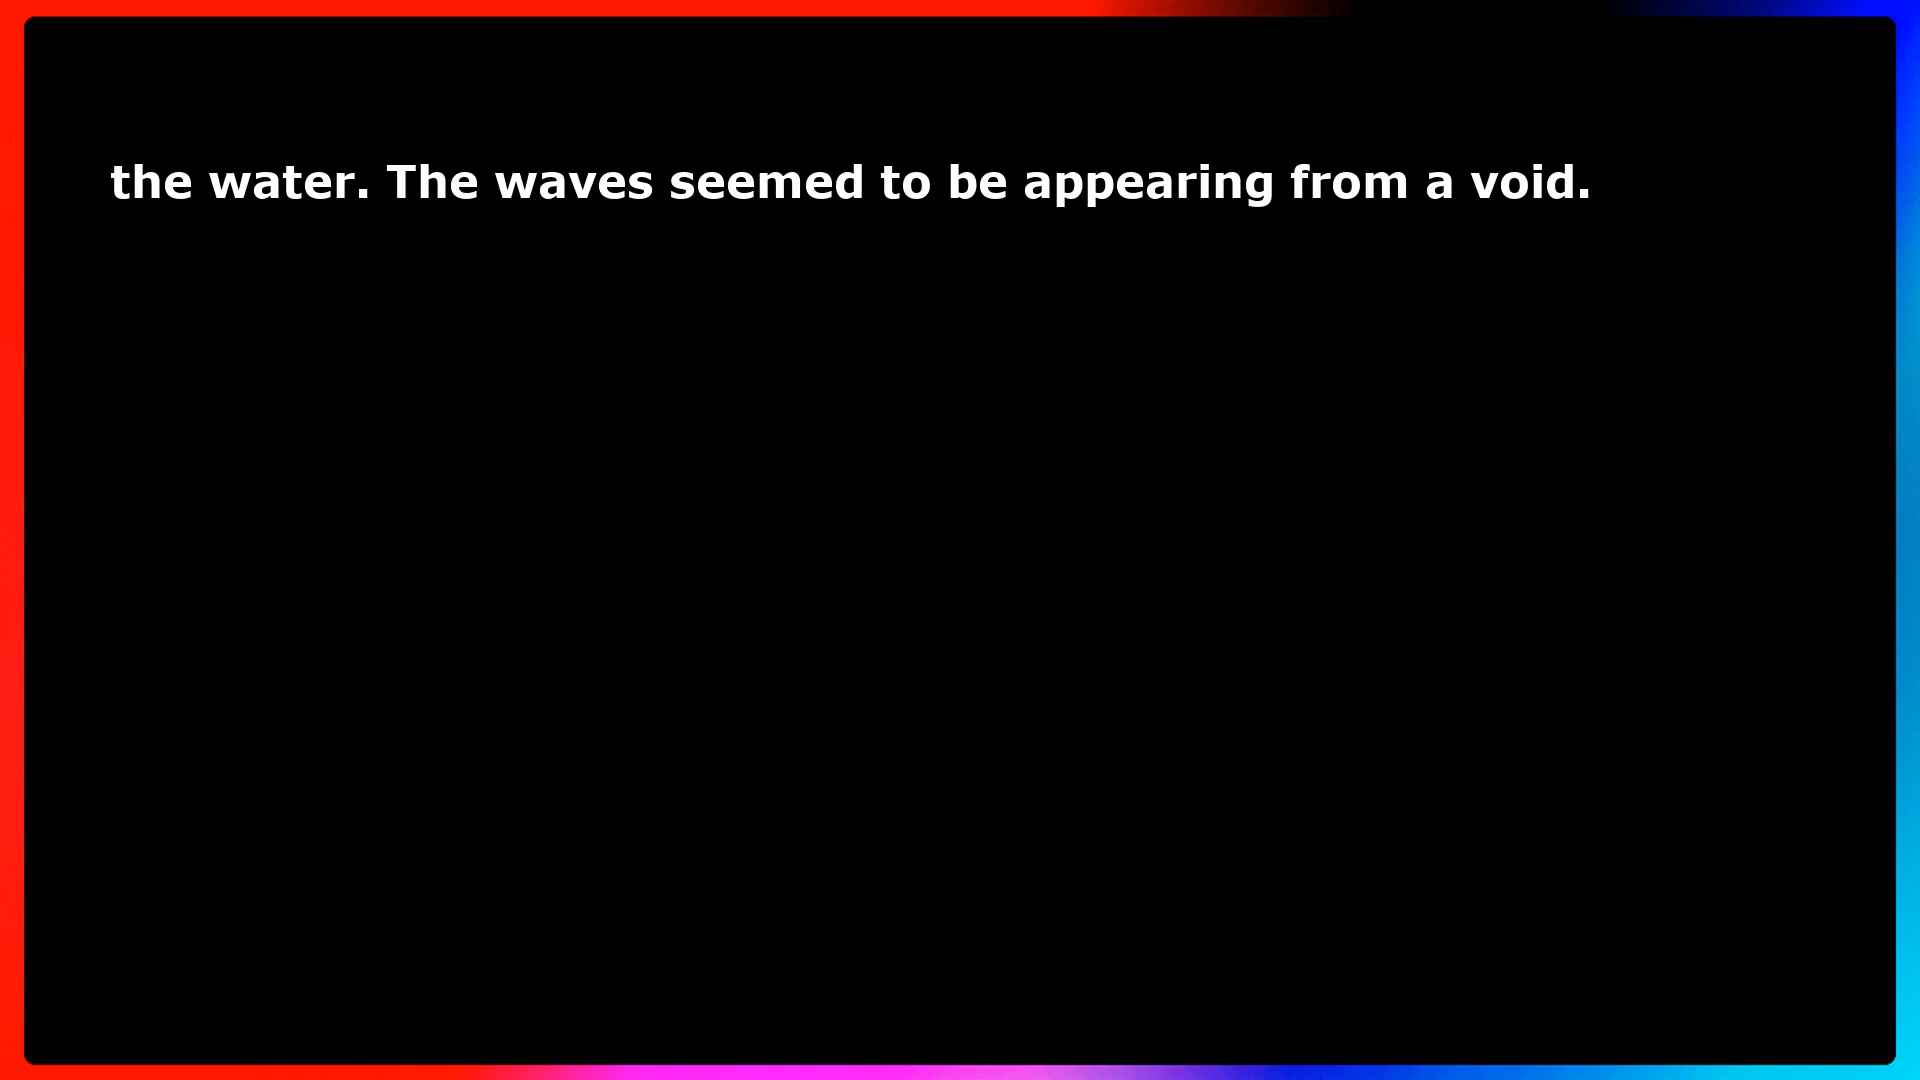 the water. The waves seemed to be appearing from a void.